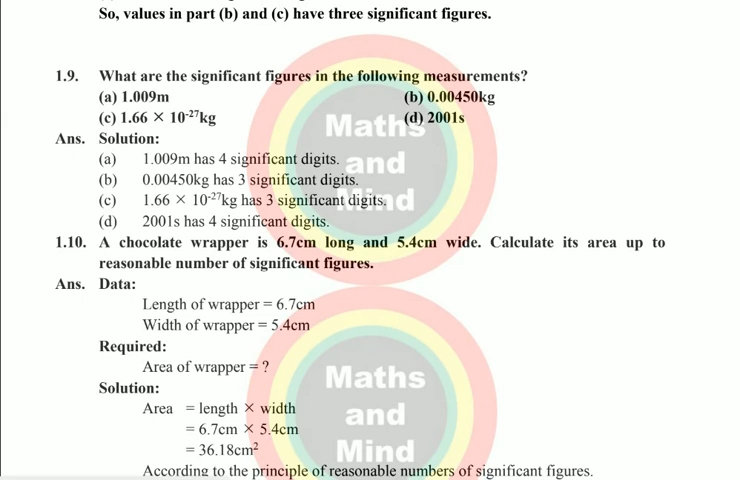 So, values in part (b) and (c) have three significant figures.
1.9. What are the significant figures in the following measurements?
(a) 1.009m (b) 0.00450kg
(c) 1.66 × 10⁻²⁷kg (d) 2001s
Ans. Solution:
(a) 1.009m has 4 significant digits.
(b) 0.00450kg has 3 significant digits.
(c) 1.66 × 10⁻²⁷kg has 3 significant digits.
(d) 2001s has 4 significant digits.
1.10. A chocolate wrapper is 6.7cm long and 5.4cm wide. Calculate its area up to
reasonable number of significant figures.
Ans. Data:
Length of wrapper = 6.7cm
Width of wrapper = 5.4cm
Required:
Area of wrapper = ?
Solution:
Area = length × width
= 6.7cm × 5.4cm
= 36.18cm²
According to the principle of reasonable numbers of significant figures.
Maths
and
Mind
Maths
and
Mind